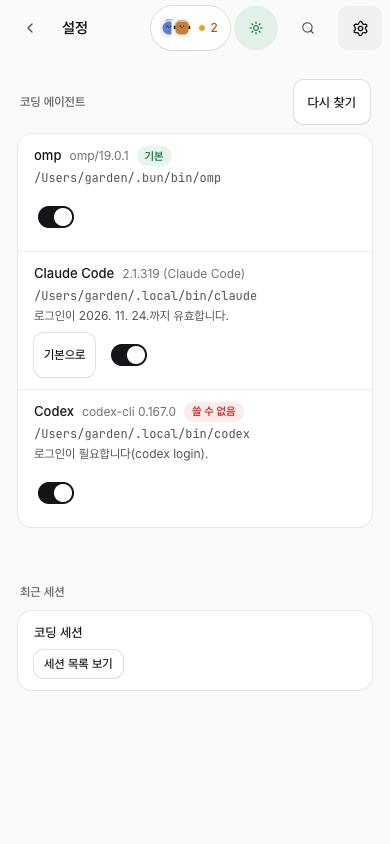 설정
2
코딩 에이전트
다시 찾기
omp omp/19.0.1 기본
/Users/garden/.bun/bin/omp
Claude Code 2.1.319 (Claude Code)
/Users/garden/.local/bin/claude
로그인이 2026. 11. 24.까지 유효합니다.
기본으로
Codex codex-cli 0.167.0 쓸 수 없음
/Users/garden/.local/bin/codex
로그인이 필요합니다(codex login).
최근 세션
코딩 세션
세션 목록 보기